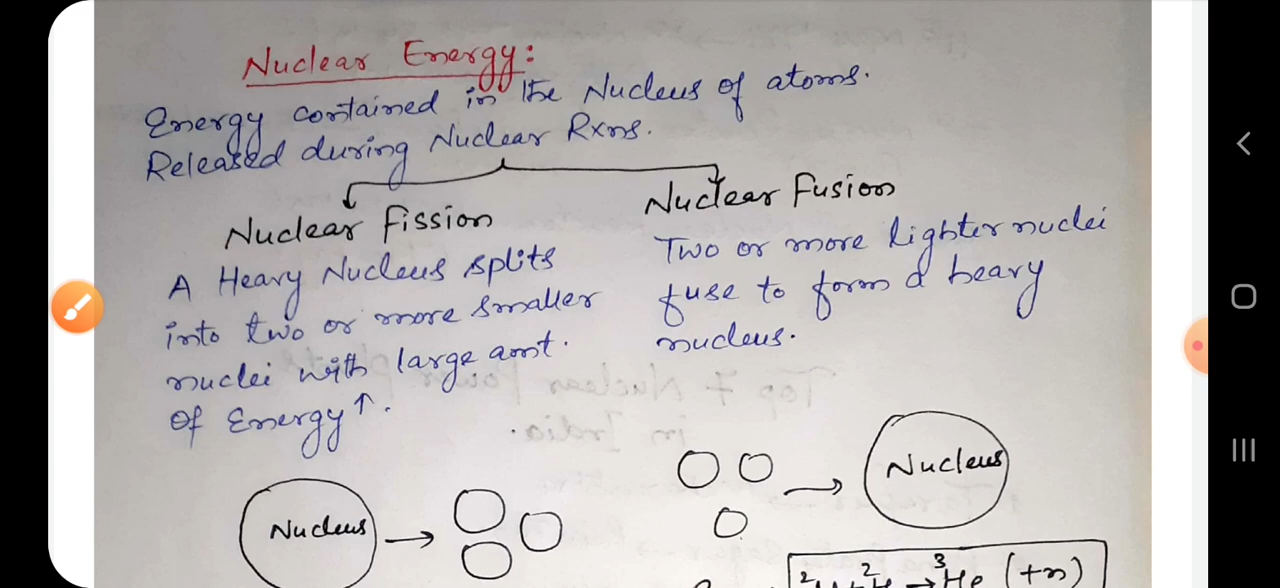 Nuclear Energy:
Energy contained in the Nucleus of atoms.
Released during Nuclear Rxns.
Nuclear Fission
A Heavy Nucleus splits
into two or more smaller
nuclei with large amt.
of Energy↑.
Nucleus
Nuclear Fusion
Two or more lighter nuclei
fuse to form a heavy
nucleus.
Nucleus
³He (+n)